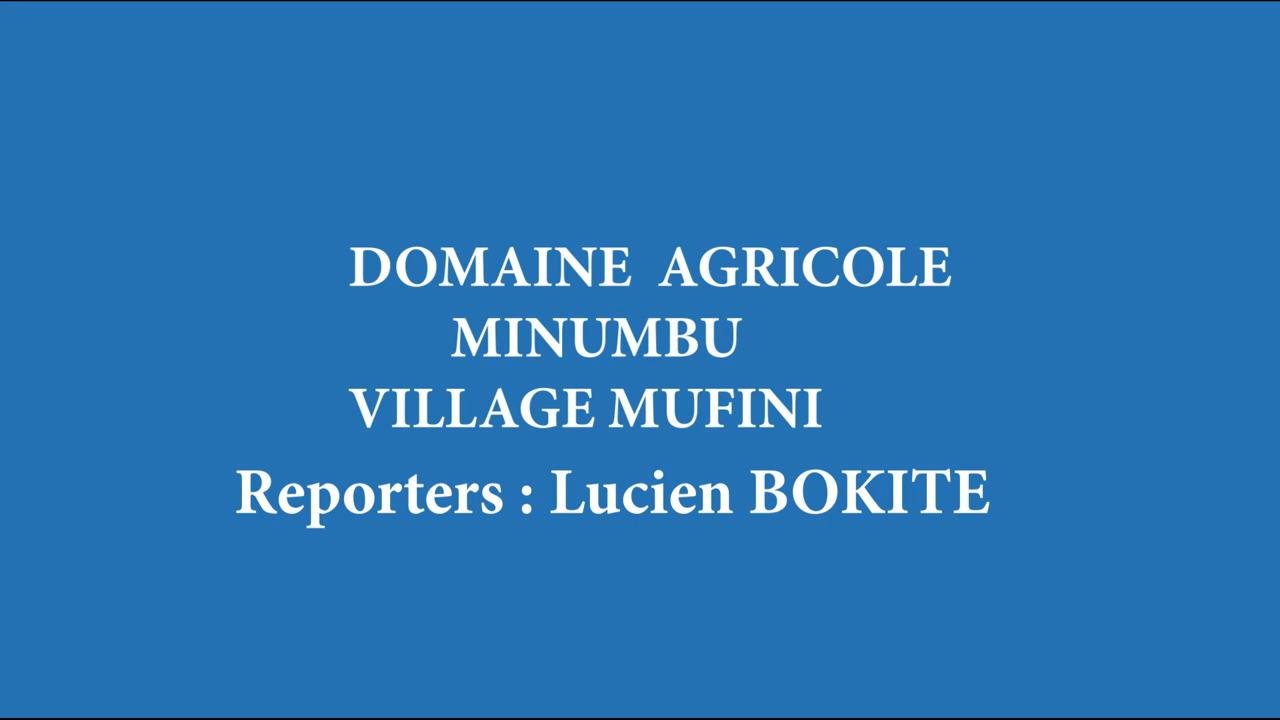 DOMAINE AGRICOLE
MINUMBU
VILLAGE MUFINI
Reporters : Lucien BOKITE